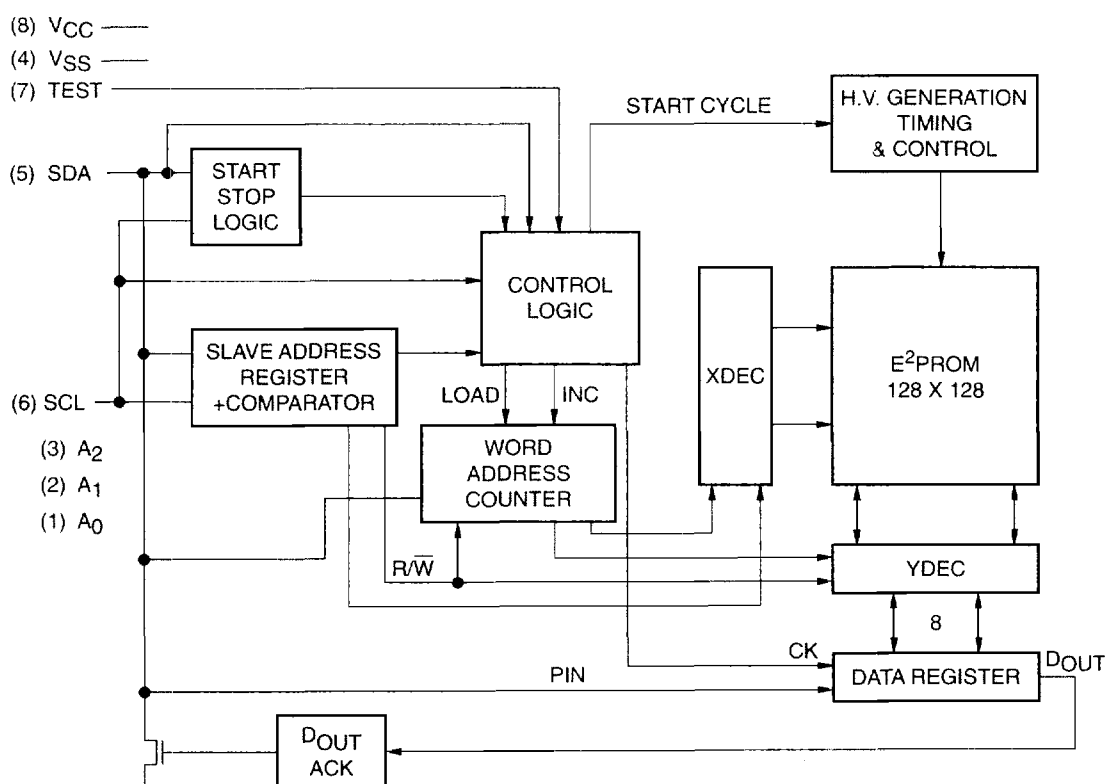 (8) VCC
(4) VSS
(7) TEST
START CYCLE
H.V. GENERATION
TIMING
& CONTROL
(5) SDA
START
STOP
LOGIC
CONTROL
LOGIC
XDEC
E²PROM
128 X 128
SLAVE ADDRESS
REGISTER
+COMPARATOR
(6) SCL
LOAD
INC
(3) A2
(2) A1
(1) A0
WORD
ADDRESS
COUNTER
R/W̅
YDEC
8
CK
DOUT
PIN
DATA REGISTER
DOUT
ACK